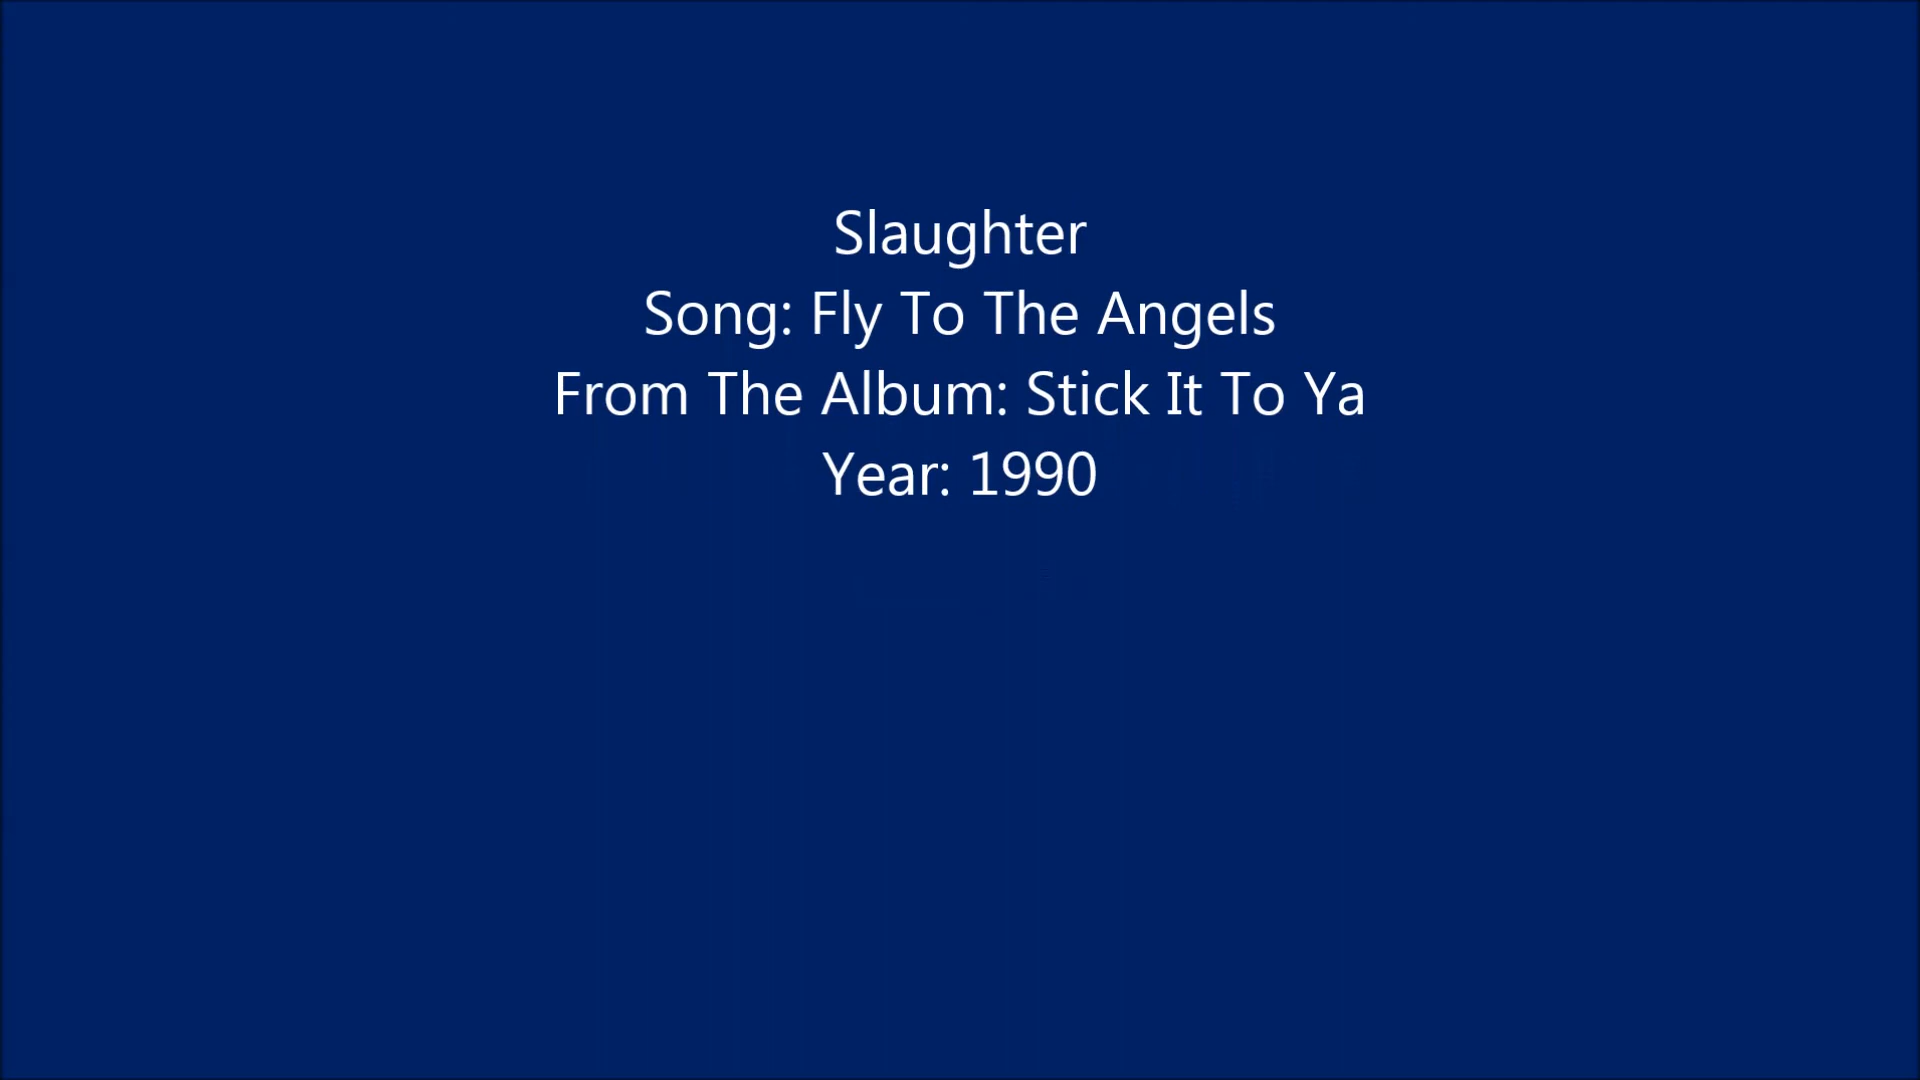 Slaughter
Song: Fly To The Angels
From The Album: Stick It To Ya
Year: 1990